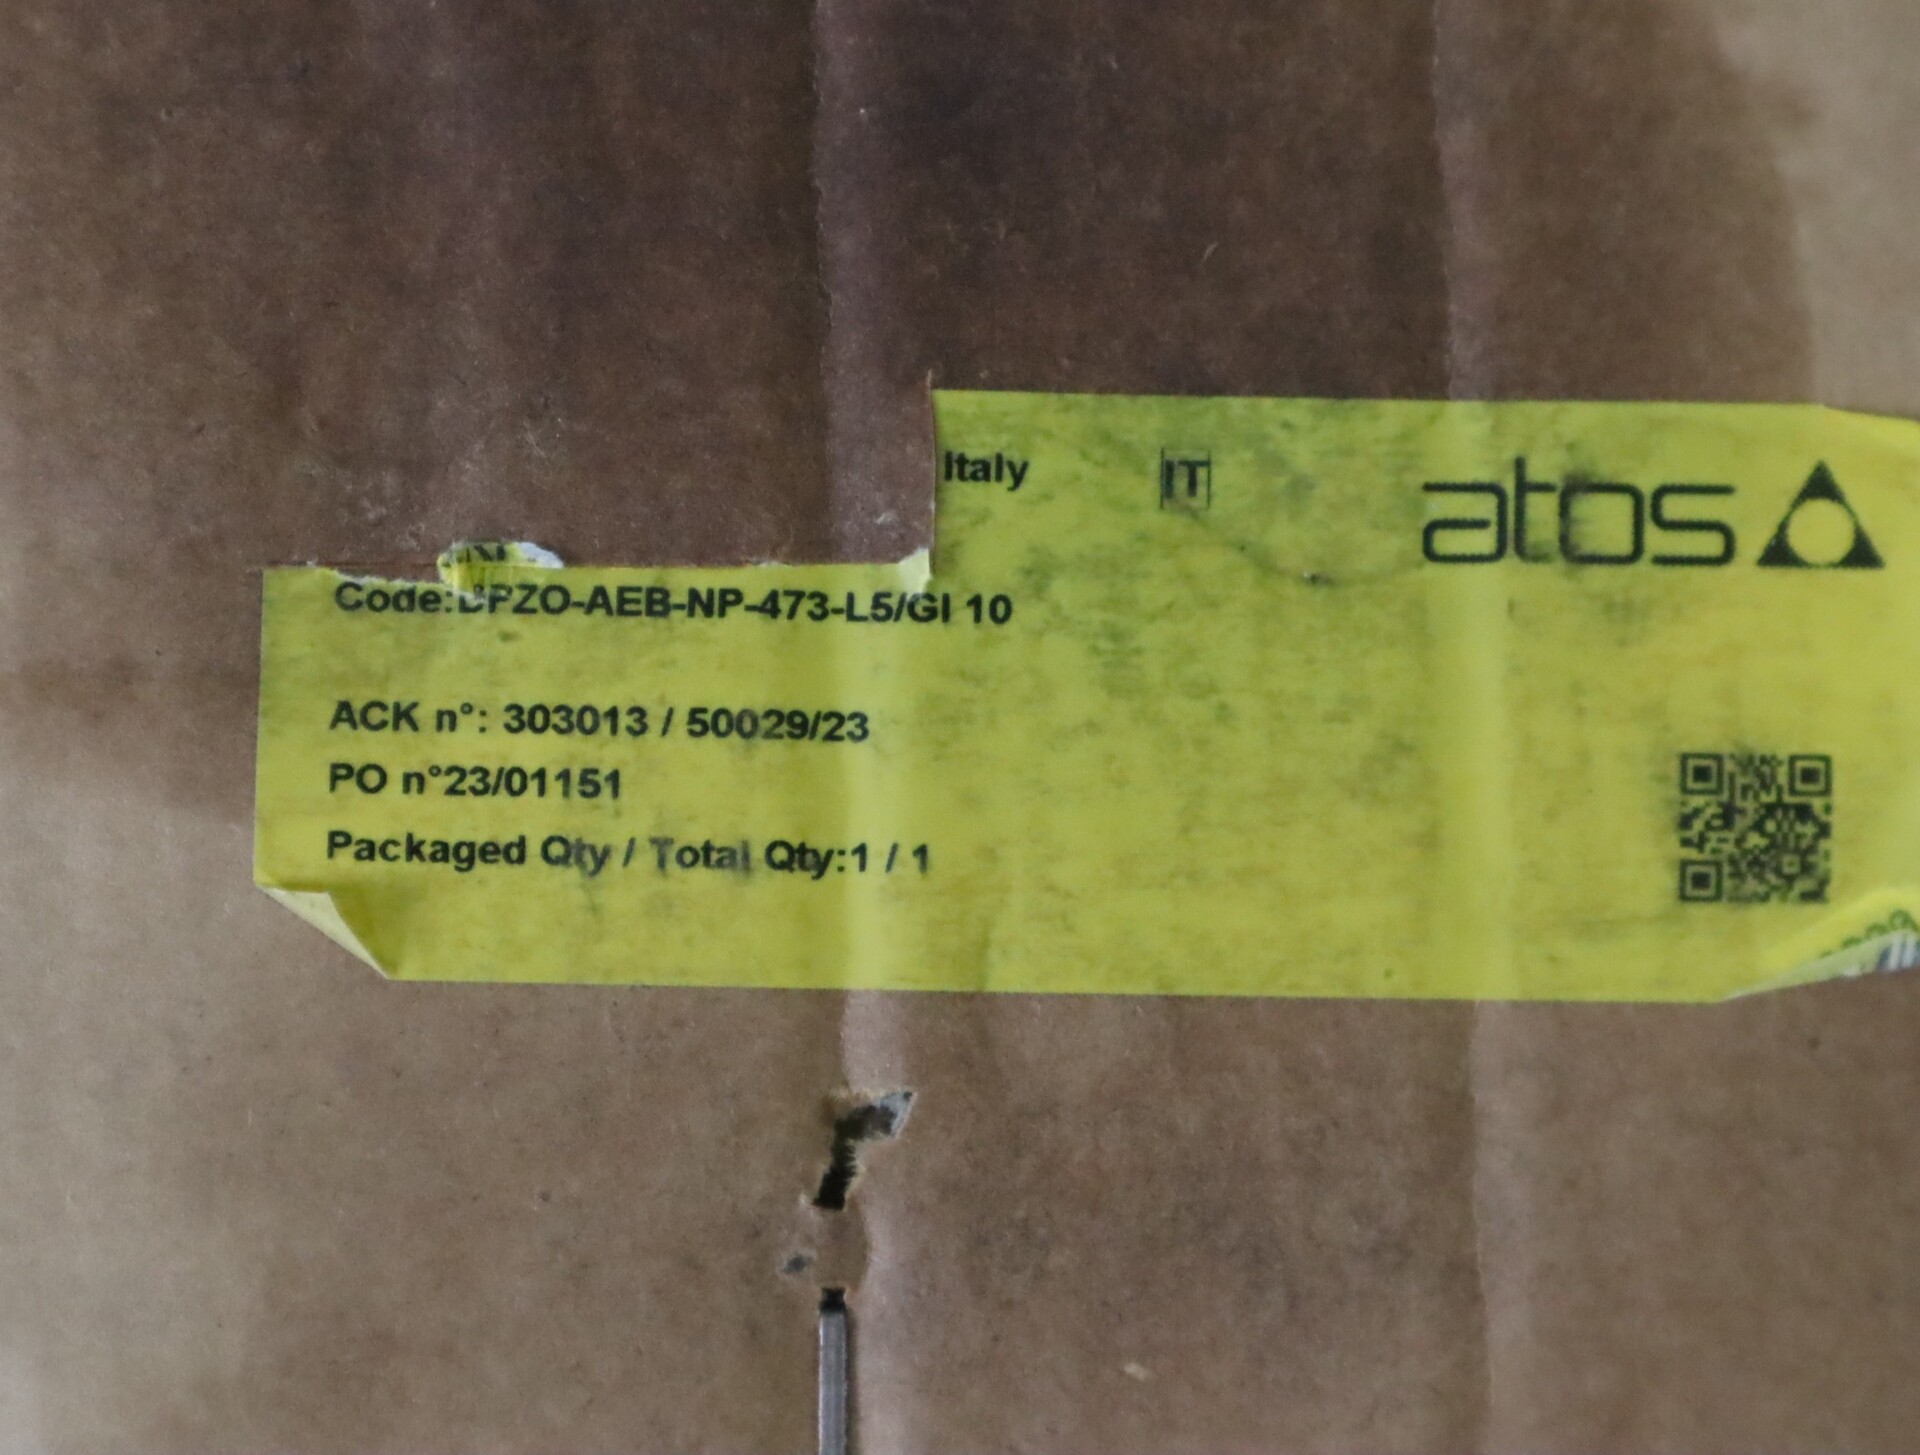 Italy
IT
atos
Code:DPZO-AEB-NP-473-L5/GI 10
ACK n°: 303013 / 50029/23
PO n°23/01151
Packaged Qty / Total Qty:1 / 1